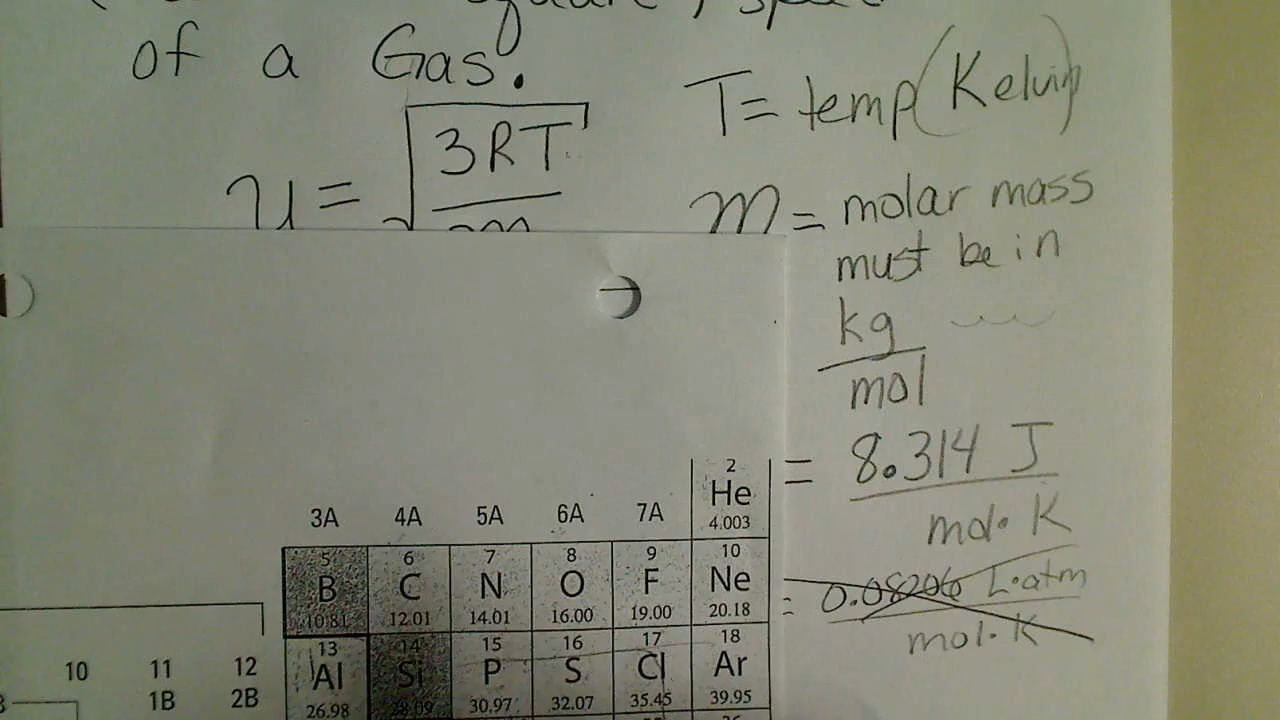 of a Gas.
u = √3RT
m
T = temp (Kelvin)
m = molar mass
must be in
kg
mol
= 8.314 J
mol·K
= 0.08206 L·atm
mol·K
2
He
4.003
3A 4A 5A 6A 7A
5 6 7 8 9 10
B C N O F Ne
10.81 12.01 14.01 16.00 19.00 20.18
13 14 15 16 17 18
Al Si P S Cl Ar
26.98 28.09 30.97 32.07 35.45 39.95
10 11 12
1B 2B